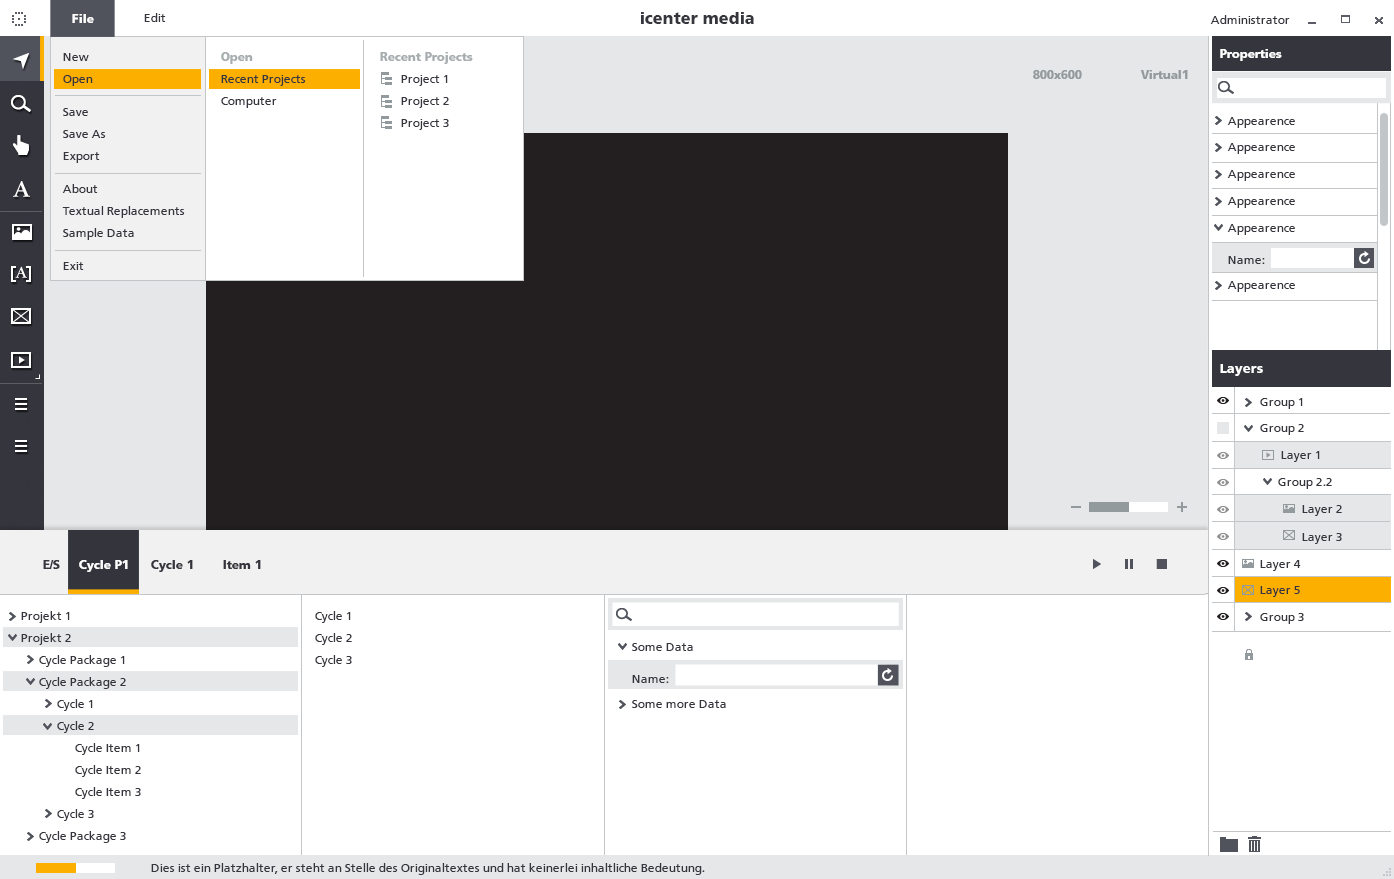 File
Edit
icenter media
Administrator
New
Open
Save
Save As
Export
About
Textual Replacements
Sample Data
Exit
Open
Recent Projects
Computer
Recent Projects
Project 1
Project 2
Project 3
800x600
Virtual1
A
[A]
Properties
Appearence
Appearence
Appearence
Appearence
Appearence
Name:
Appearence
Layers
Group 1
Group 2
Layer 1
Group 2.2
Layer 2
Layer 3
Layer 4
Layer 5
Group 3
E/S
Cycle P1
Cycle 1
Item 1
Projekt 1
Projekt 2
Cycle Package 1
Cycle Package 2
Cycle 1
Cycle 2
Cycle Item 1
Cycle Item 2
Cycle Item 3
Cycle 3
Cycle Package 3
Cycle 1
Cycle 2
Cycle 3
Some Data
Name:
Some more Data
Dies ist ein Platzhalter, er steht an Stelle des Originaltextes und hat keinerlei inhaltliche Bedeutung.